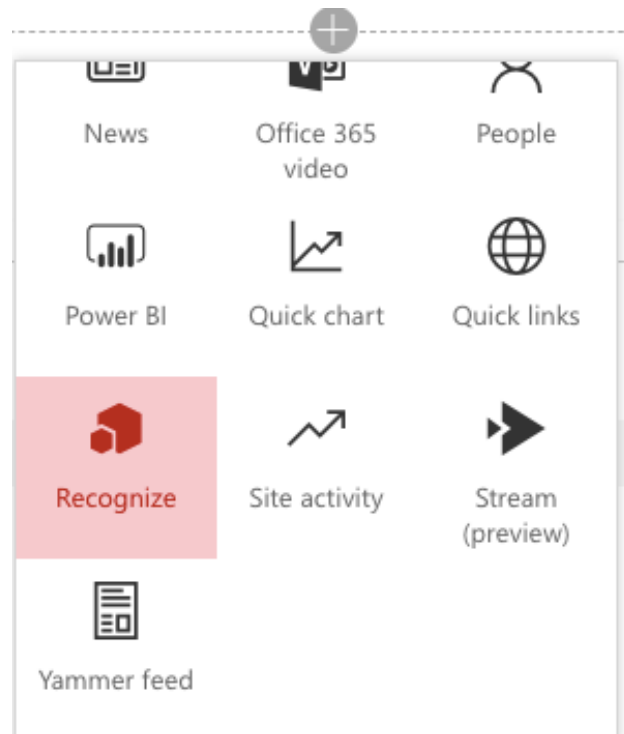 News
Office 365
video
People
Power BI
Quick chart
Quick links
Recognize
Site activity
Stream
(preview)
Yammer feed